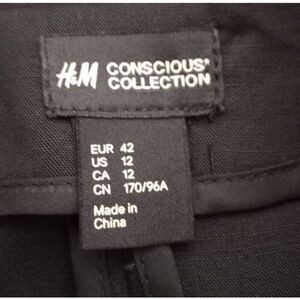 H&M CONSCIOUS*
COLLECTION
EUR 42
US 12
CA 12
CN 170/96A
Made in
China